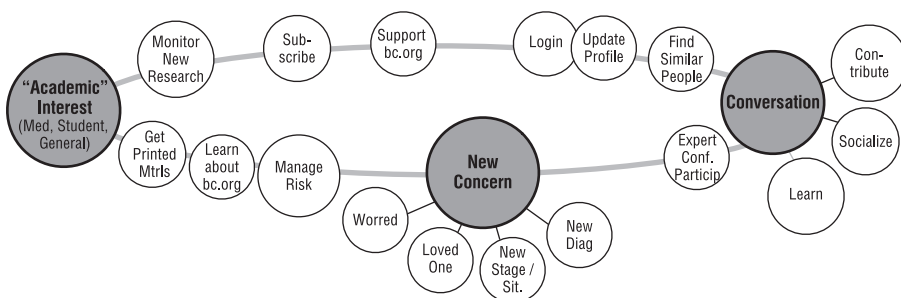 “Academic”
Interest
(Med, Student,
General)
Monitor
New
Research
Sub-
scribe
Support
bc.org
Login
Update
Profile
Find
Similar
People
Conversation
Con-
tribute
Socialize
Learn
Get
Printed
Mtrls
Learn
about
bc.org
Manage
Risk
New
Concern
Expert
Conf.
Particip
Worred
Loved
One
New
Stage /
Sit.
New
Diag